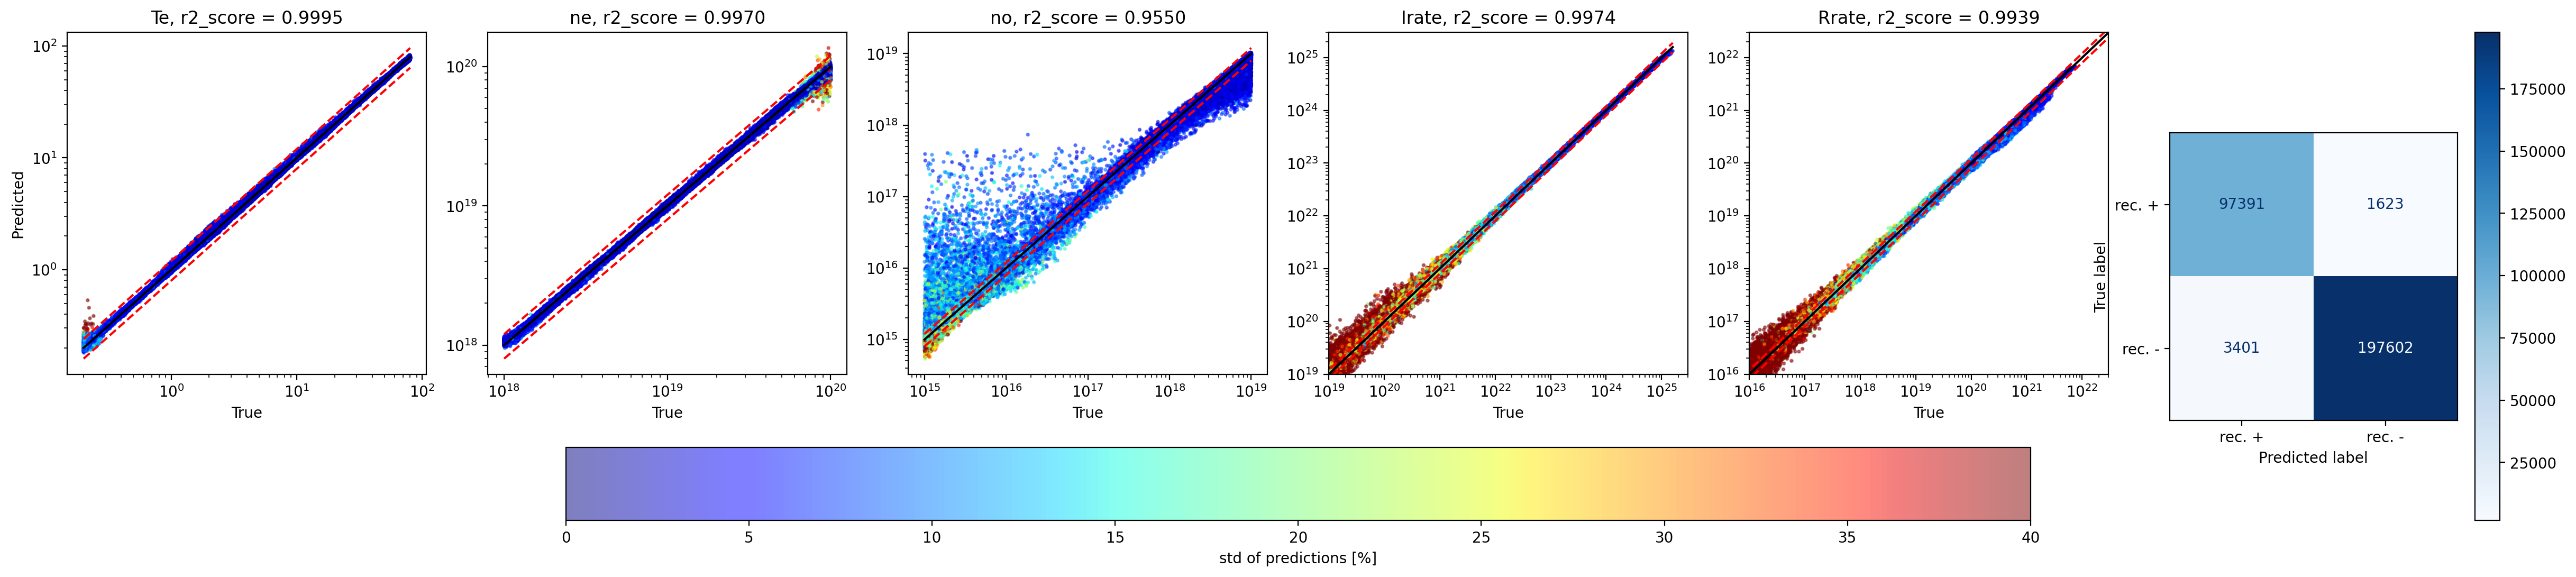 Te, r2_score = 0.9995
Predicted
10²
10¹
10⁰
10⁰ 10¹ 10²
True
ne, r2_score = 0.9970
10²⁰
10¹⁹
10¹⁸
10¹⁸ 10¹⁹ 10²⁰
True
no, r2_score = 0.9550
10¹⁹
10¹⁸
10¹⁷
10¹⁶
10¹⁵
10¹⁵ 10¹⁶ 10¹⁷ 10¹⁸ 10¹⁹
True
Irate, r2_score = 0.9974
10²⁵
10²⁴
10²³
10²²
10²¹
10²⁰
10¹⁹
10¹⁹ 10²⁰ 10²¹ 10²² 10²³ 10²⁴ 10²⁵
True
Rrate, r2_score = 0.9939
10²²
10²¹
10²⁰
10¹⁹
10¹⁸
10¹⁷
10¹⁶
10¹⁶ 10¹⁷ 10¹⁸ 10¹⁹ 10²⁰ 10²¹ 10²²
True
True label
rec. + 97391 1623
rec. - 3401 197602
rec. + rec. -
Predicted label
175000
150000
125000
100000
75000
50000
25000
0 5 10 15 20 25 30 35 40
std of predictions [%]